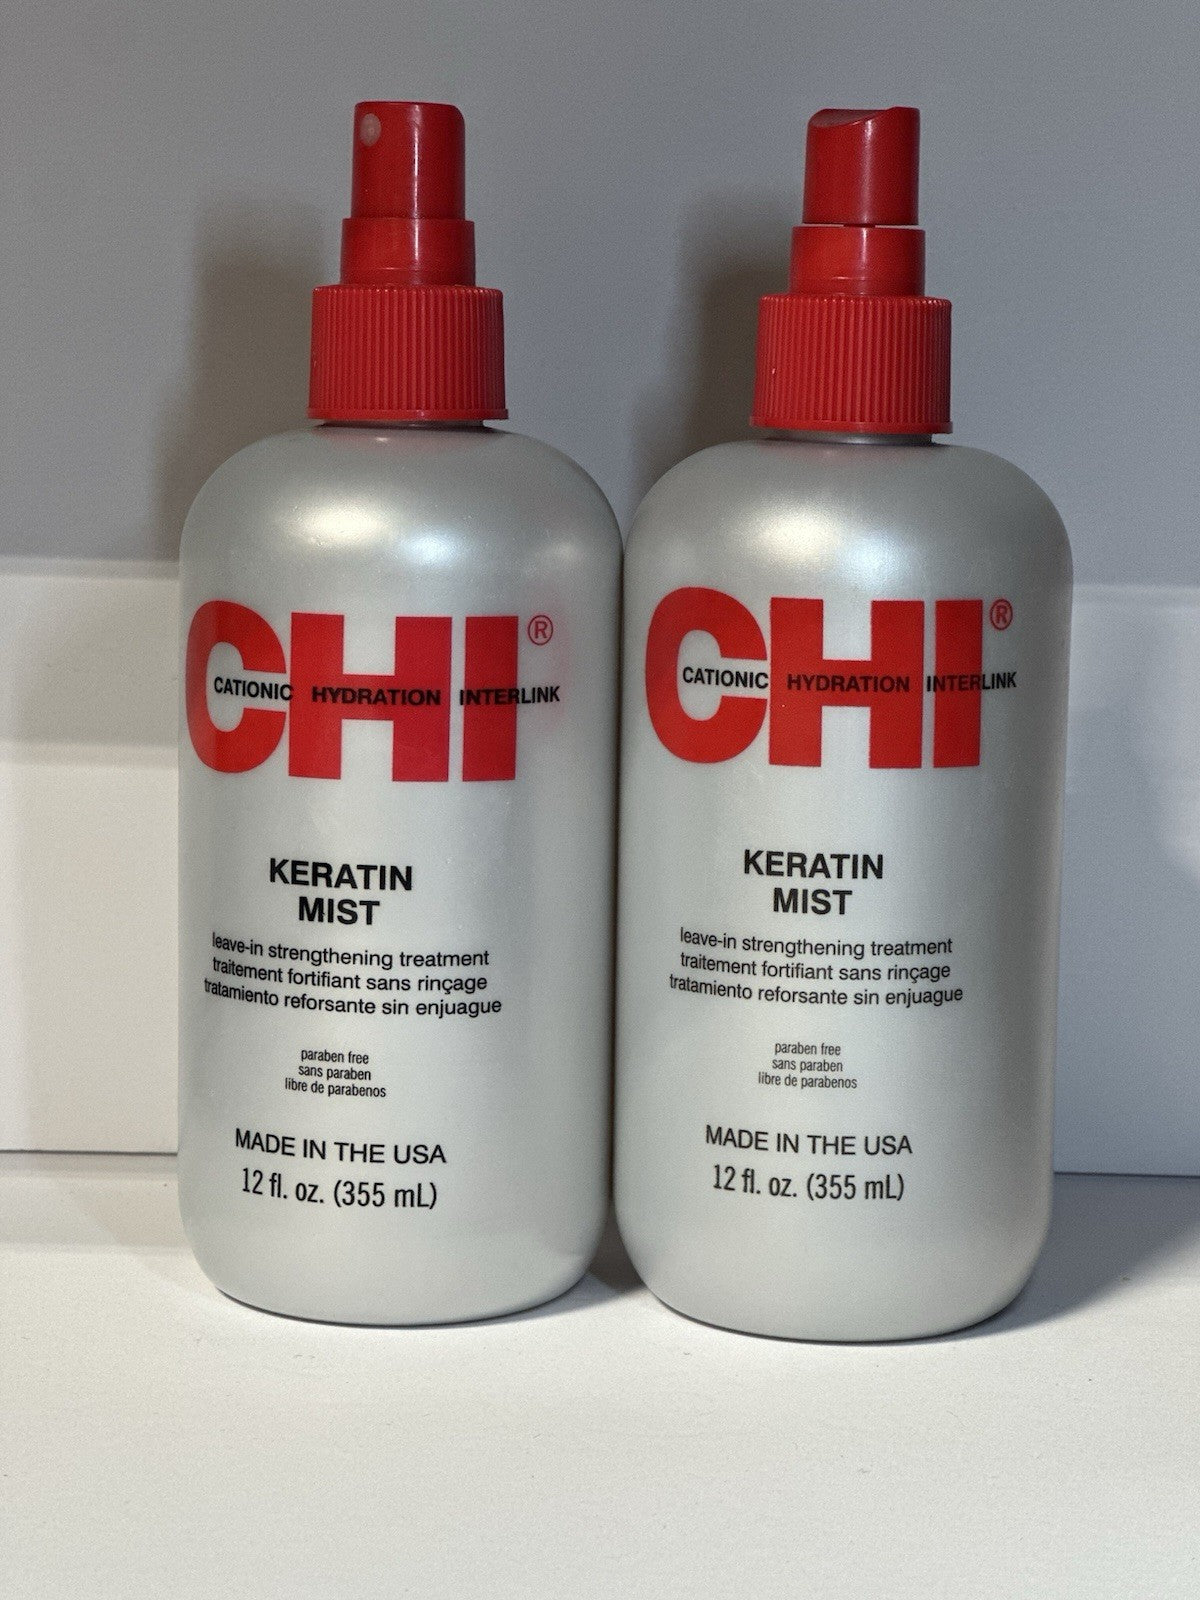 CHI®
CATIONIC HYDRATION INTERLINK
KERATIN
MIST
leave-in strengthening treatment
traitement fortifiant sans rinçage
tratamiento reforsante sin enjuague
paraben free
sans paraben
libre de parabenos
MADE IN THE USA
12 fl. oz. (355 mL)
CHI®
CATIONIC HYDRATION INTERLINK
KERATIN
MIST
leave-in strengthening treatment
traitement fortifiant sans rinçage
tratamiento reforsante sin enjuague
paraben free
sans paraben
libre de parabenos
MADE IN THE USA
12 fl. oz. (355 mL)